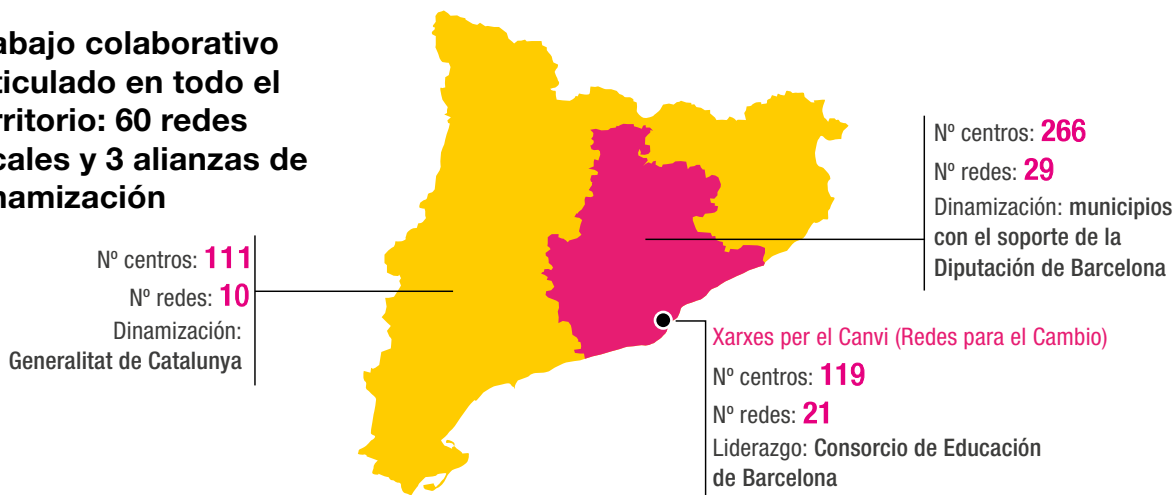 abajo colaborativo
ticulado en todo el
rritorio: 60 redes
cales y 3 alianzas de
namización
Nº centros: 111
Nº redes: 10
Dinamización:
Generalitat de Catalunya
Nº centros: 266
Nº redes: 29
Dinamización: municipios
con el soporte de la
Diputación de Barcelona
Xarxes per el Canvi (Redes para el Cambio)
Nº centros: 119
Nº redes: 21
Liderazgo: Consorcio de Educación
de Barcelona